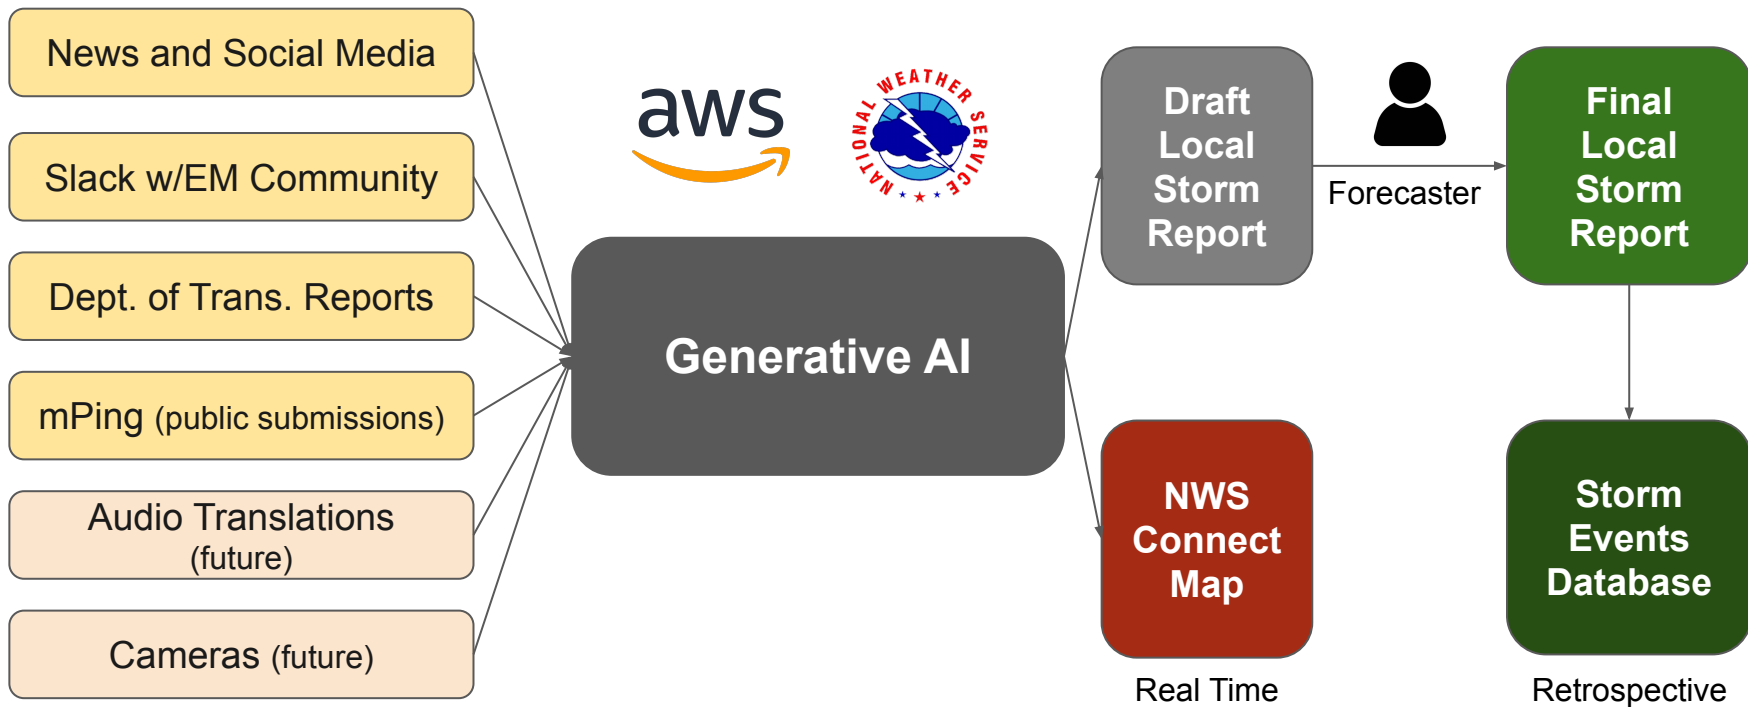 News and Social Media
Slack w/EM Community
Dept. of Trans. Reports
mPing (public submissions)
Audio Translations
(future)
Cameras (future)
aws
NATIONAL WEATHER SERVICE
Generative AI
Draft
Local
Storm
Report
Forecaster
Final
Local
Storm
Report
NWS
Connect
Map
Real Time
Storm
Events
Database
Retrospective